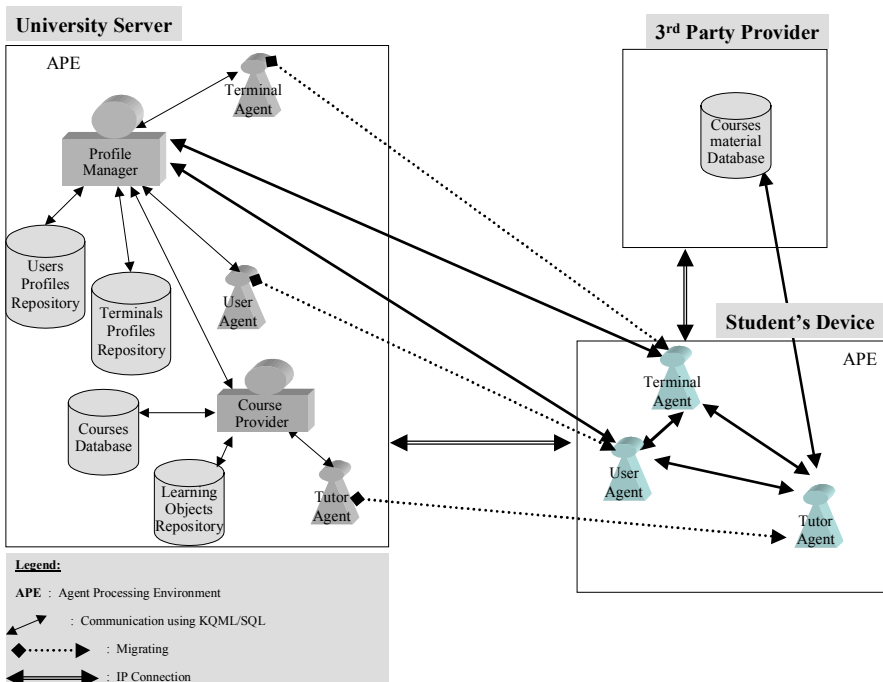 University Server
APE
Terminal
Agent
Profile
Manager
Users
Profiles
Repository
Terminals
Profiles
Repository
User
Agent
Course
Provider
Courses
Database
Learning
Objects
Repository
Tutor
Agent
3rd Party Provider
Courses
material
Database
Student's Device
APE
Terminal
Agent
User
Agent
Tutor
Agent
Legend:
APE : Agent Processing Environment
: Communication using KQML/SQL
: Migrating
: IP Connection